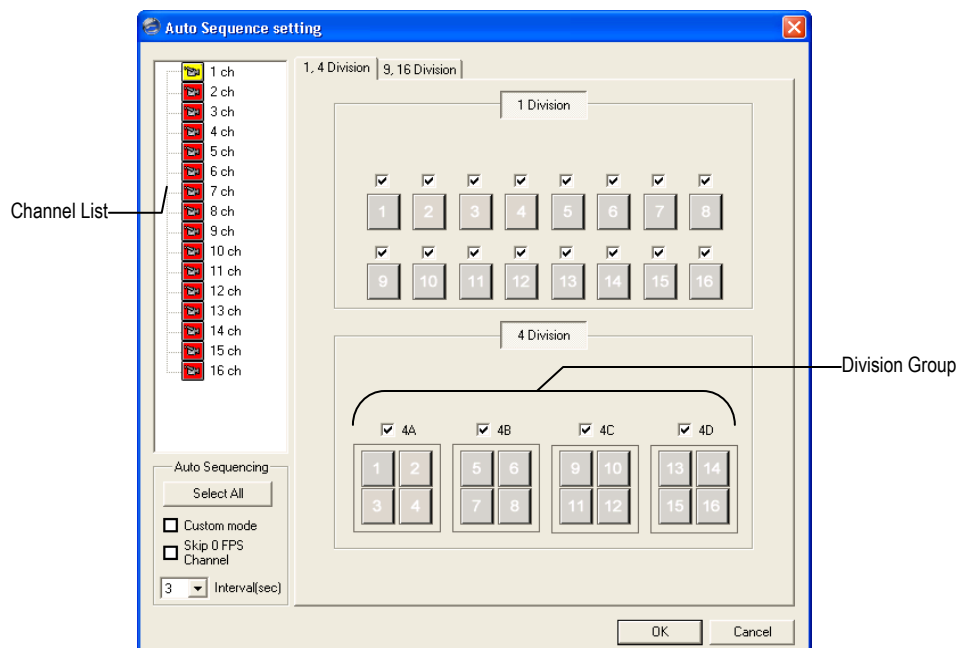 Auto Sequence setting
1 ch
2 ch
3 ch
4 ch
5 ch
6 ch
7 ch
8 ch
9 ch
10 ch
11 ch
12 ch
13 ch
14 ch
15 ch
16 ch
Channel List
Auto Sequencing
Select All
Custom mode
Skip 0 FPS
Channel
3 Interval(sec)
1, 4 Division 9, 16 Division
1 Division
1 2 3 4 5 6 7 8
9 10 11 12 13 14 15 16
4 Division
Division Group
4A 4B 4C 4D
1 2 5 6 9 10 13 14
3 4 7 8 11 12 15 16
OK Cancel